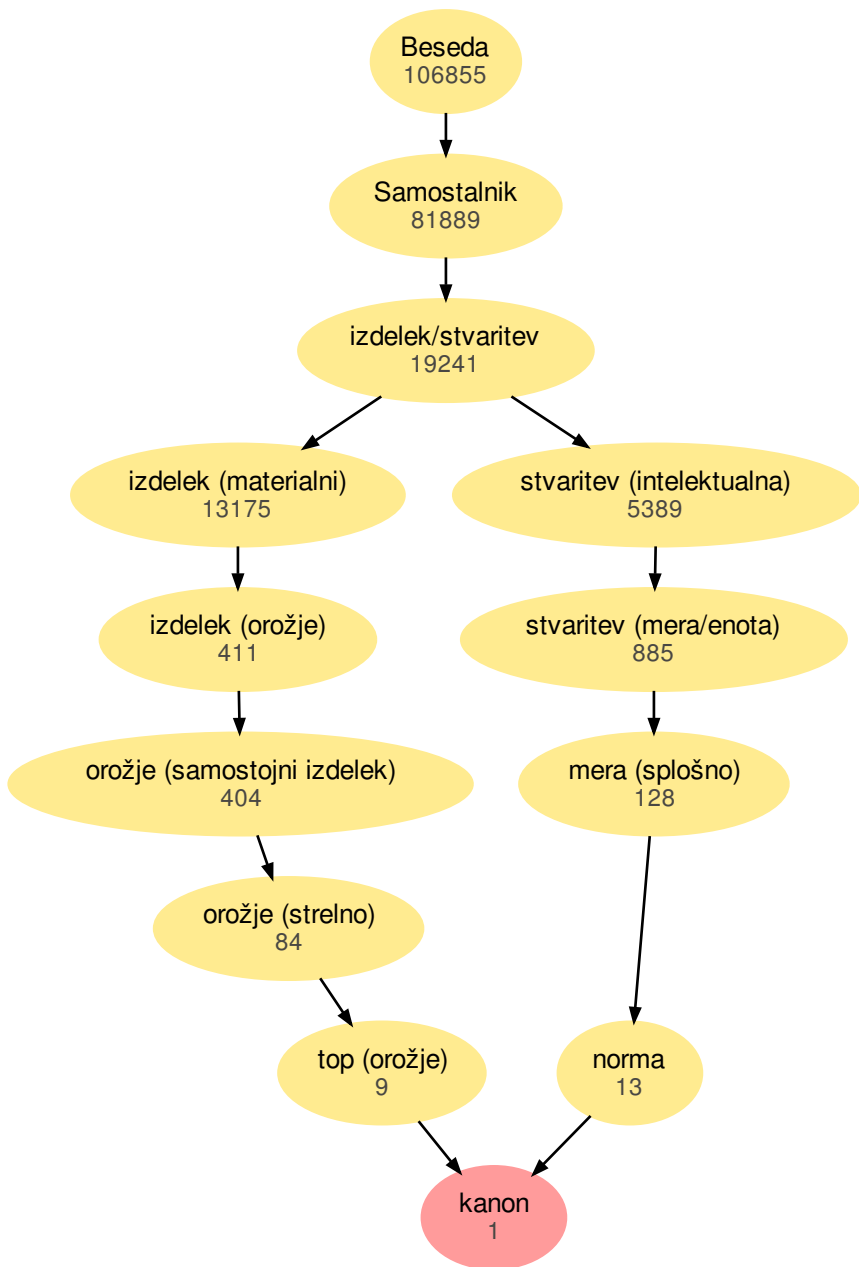 Beseda
106855
Samostalnik
81889
izdelek/stvaritev
19241
izdelek (materialni)
13175
stvaritev (intelektualna)
5389
izdelek (orožje)
411
stvaritev (mera/enota)
885
orožje (samostojni izdelek)
404
mera (splošno)
128
orožje (strelno)
84
top (orožje)
9
norma
13
kanon
1